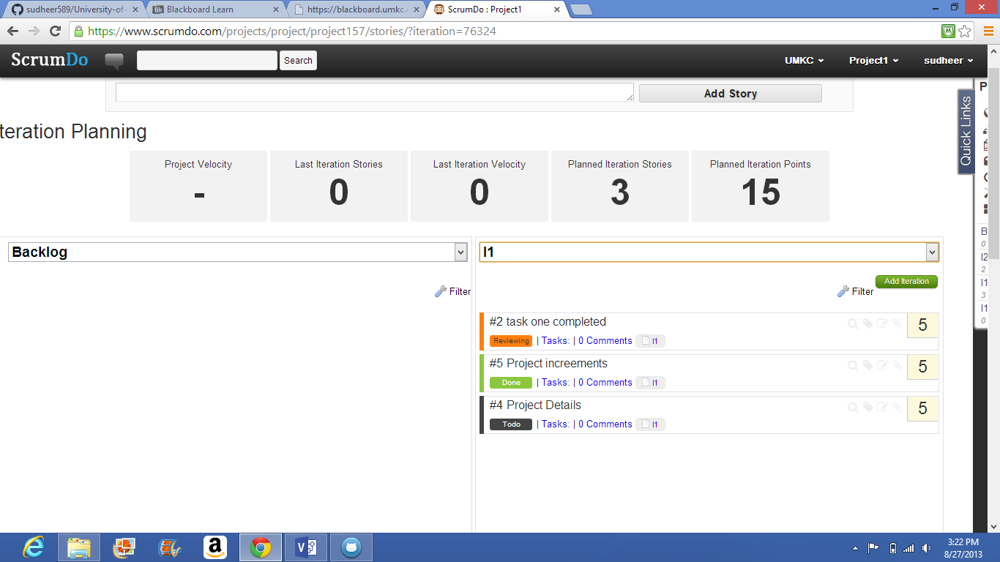 sudheer589/University-of-
Blackboard Learn
https://blackboard.umkc.
ScrumDo : Project1
https://www.scrumdo.com/projects/project/project157/stories/?iteration=76324
ScrumDo
Search
UMKC
Project1
sudheer
Add Story
P
Quick Links
teration Planning
Project Velocity
-
Last Iteration Stories
0
Last Iteration Velocity
0
Planned Iteration Stories
3
Planned Iteration Points
15
Backlog
I1
Filter
Filter
Add Iteration
#2 task one completed
5
Reviewing | Tasks: | 0 Comments I1
#5 Project increements
5
Done | Tasks: | 0 Comments I1
#4 Project Details
5
Todo | Tasks: | 0 Comments I1
B
0
I2
2
I1
3
I1
0
3:22 PM
8/27/2013